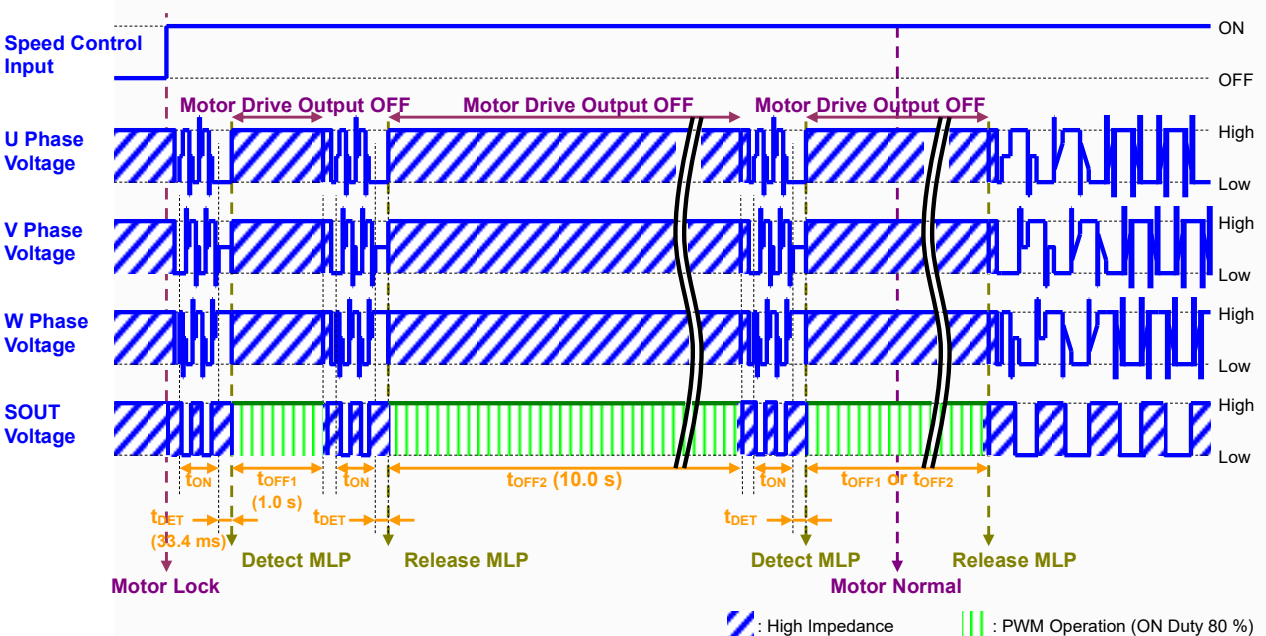 Speed Control
Input
ON
OFF
Motor Drive Output OFF
Motor Drive Output OFF
Motor Drive Output OFF
U Phase
Voltage
High
Low
V Phase
Voltage
High
Low
W Phase
Voltage
High
Low
SOUT
Voltage
High
Low
tON
tOFF1
(1.0 s)
tON
tOFF2 (10.0 s)
tON
tOFF1 or tOFF2
tDET
(33.4 ms)
tDET
tDET
Detect MLP
Release MLP
Detect MLP
Release MLP
Motor Lock
Motor Normal
: High Impedance
: PWM Operation (ON Duty 80 %)